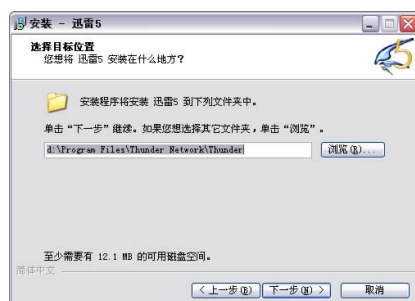 安装 - 迅雷5
选择目标位置
您想将 迅雷5 安装在什么地方?
安装程序将安装 迅雷5 到下列文件夹中。
单击“下一步”继续。如果您想选择其它文件夹,单击“浏览”。
d:\Program Files\Thunder Network\Thunder
浏览(R)...
至少需要有 12.1 MB 的可用磁盘空间。
简体中文
<上一步(B)
下一步(N)>
取消